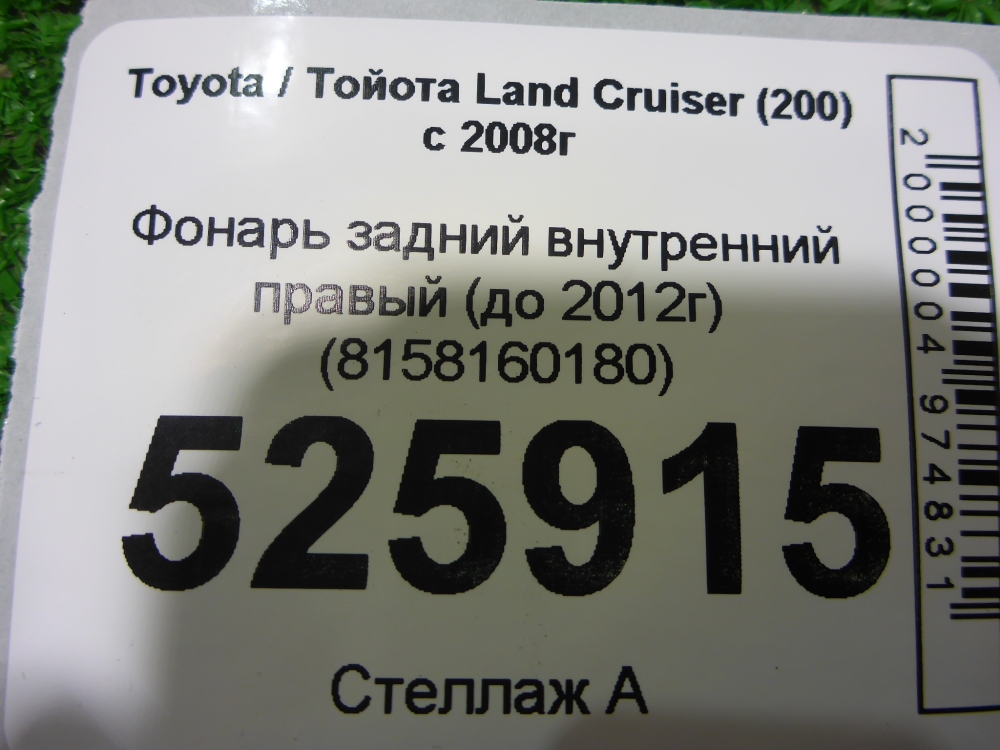 Toyota / Тойота Land Cruiser (200)
с 2008г
Фонарь задний внутренний
правый (до 2012г)
(8158160180)
525915
Стеллаж А
2000004974831